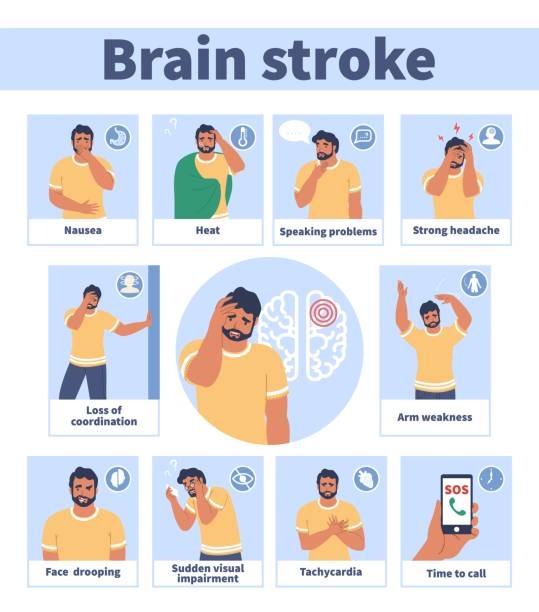 Brain stroke
Nausea
Heat
Speaking problems
Strong headache
Loss of
coordination
Arm weakness
Face drooping
Sudden visual
impairment
Tachycardia
SOS
Time to call